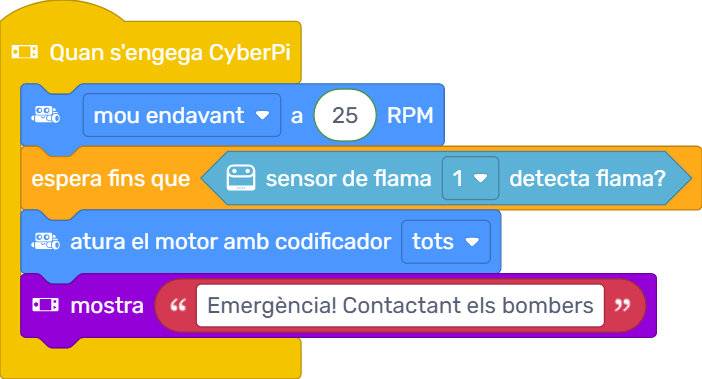 Quan s'engega CyberPi
mou endavant a 25 RPM
espera fins que sensor de flama 1 detecta flama?
atura el motor amb codificador tots
mostra “ Emergència! Contactant els bombers ”